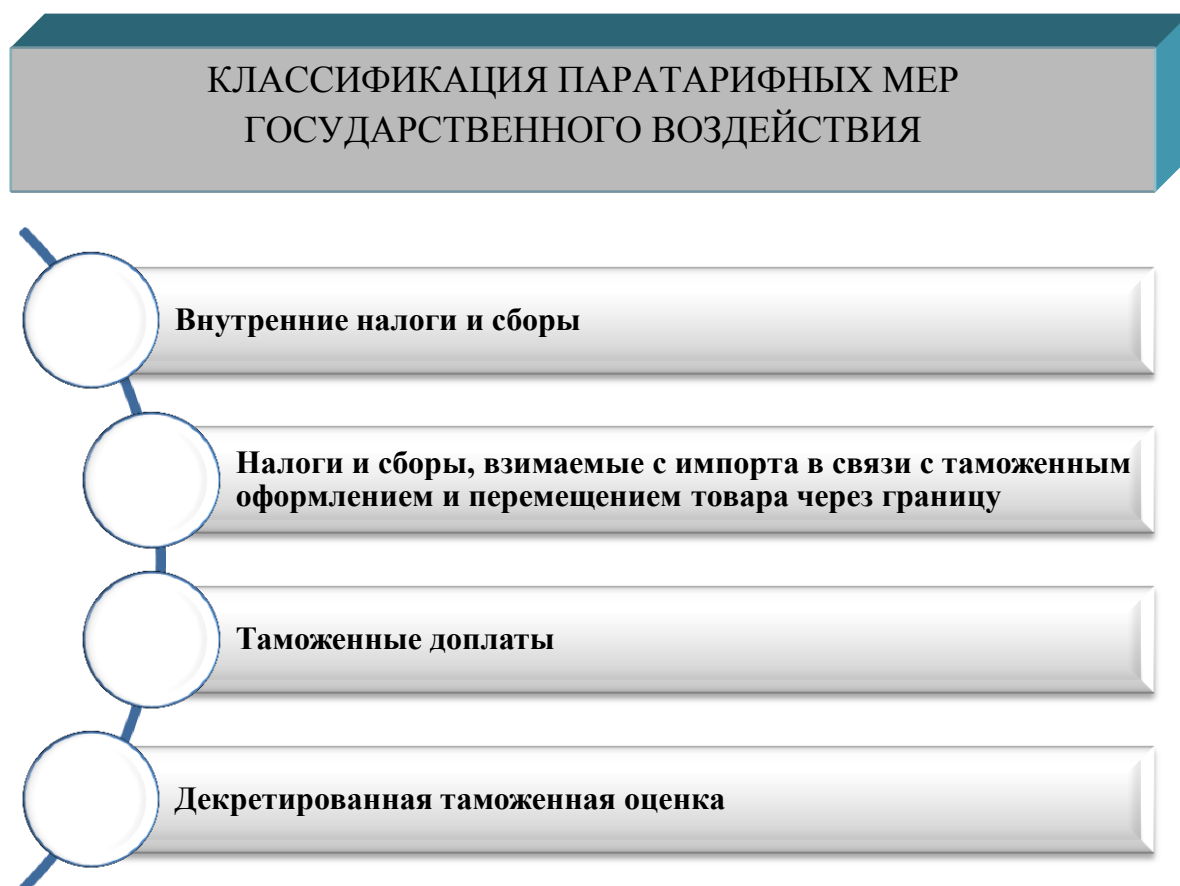 КЛАССИФИКАЦИЯ ПАРАТАРИФНЫХ МЕР
ГОСУДАРСТВЕННОГО ВОЗДЕЙСТВИЯ
Внутренние налоги и сборы
Налоги и сборы, взимаемые с импорта в связи с таможенным
оформлением и перемещением товара через границу
Таможенные доплаты
Декретированная таможенная оценка